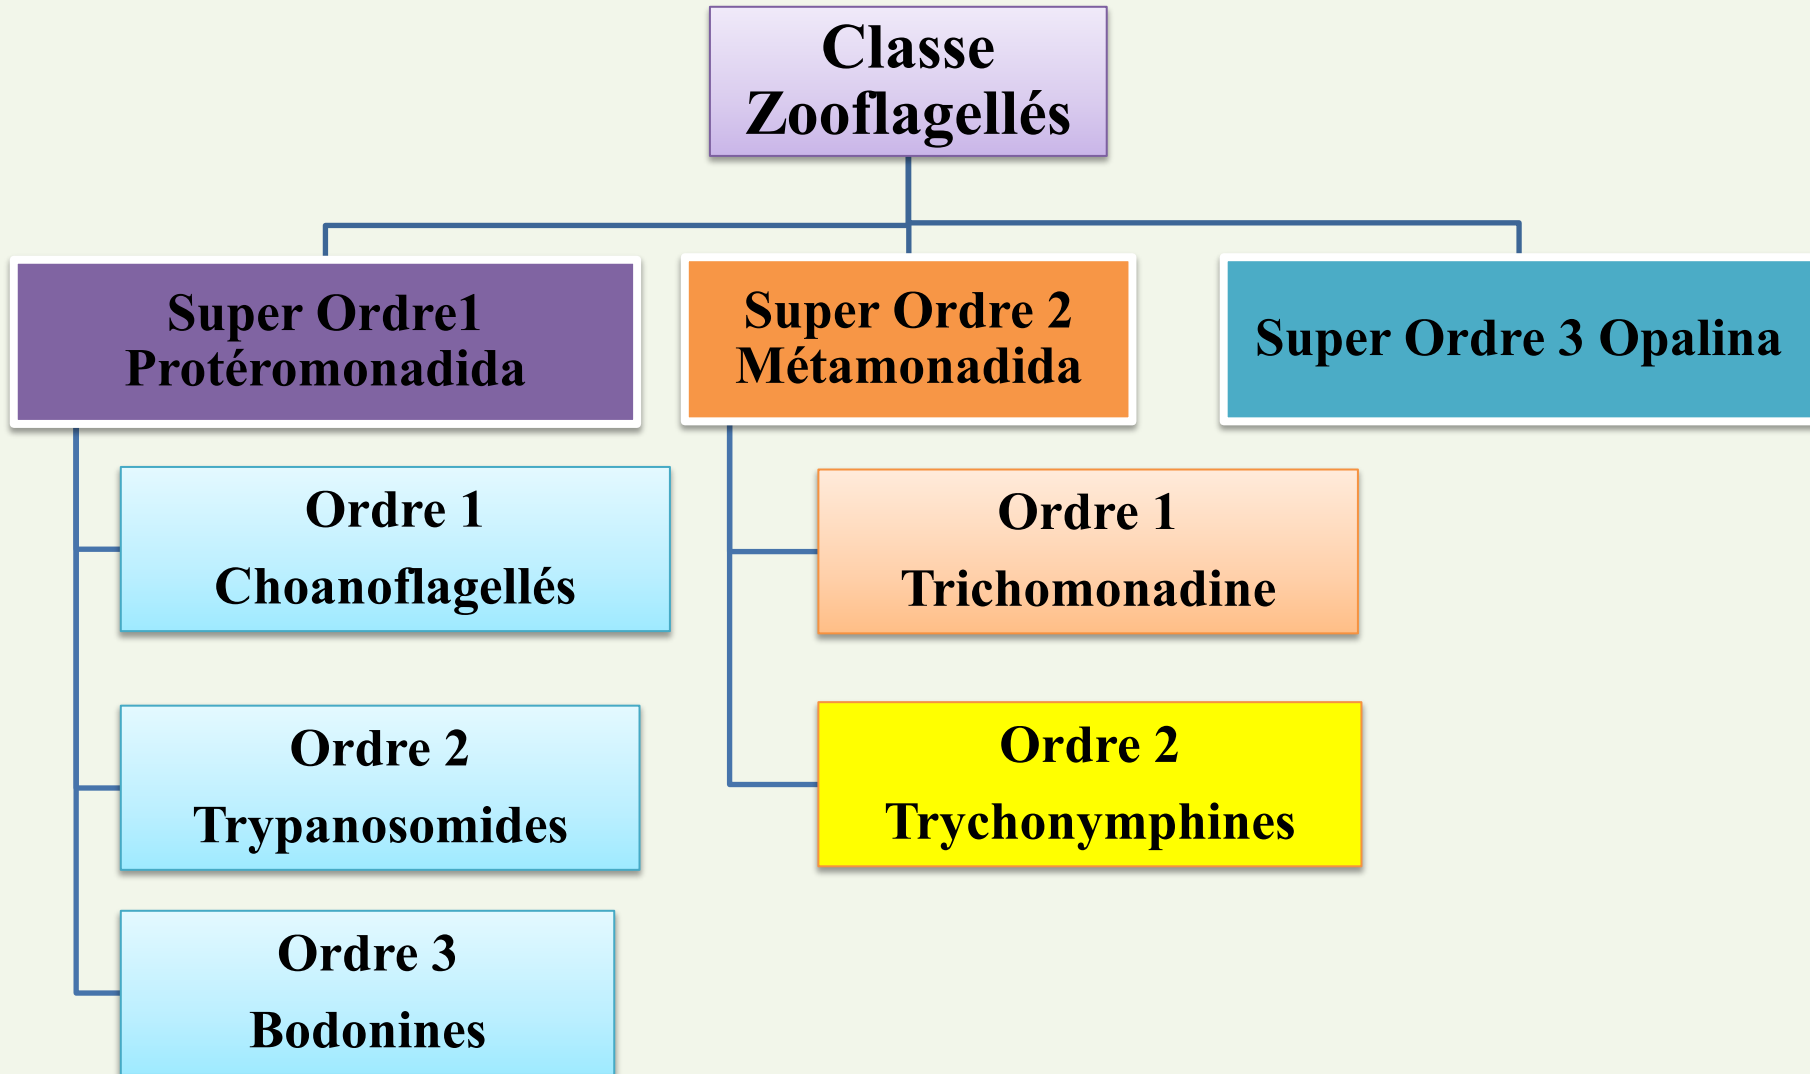 Classe
Zooflagellés
Super Ordre1
Protéromonadida
Super Ordre 2
Métamonadida
Super Ordre 3 Opalina
Ordre 1
Choanoflagellés
Ordre 1
Trichomonadine
Ordre 2
Trypanosomides
Ordre 2
Trychonymphines
Ordre 3
Bodonines